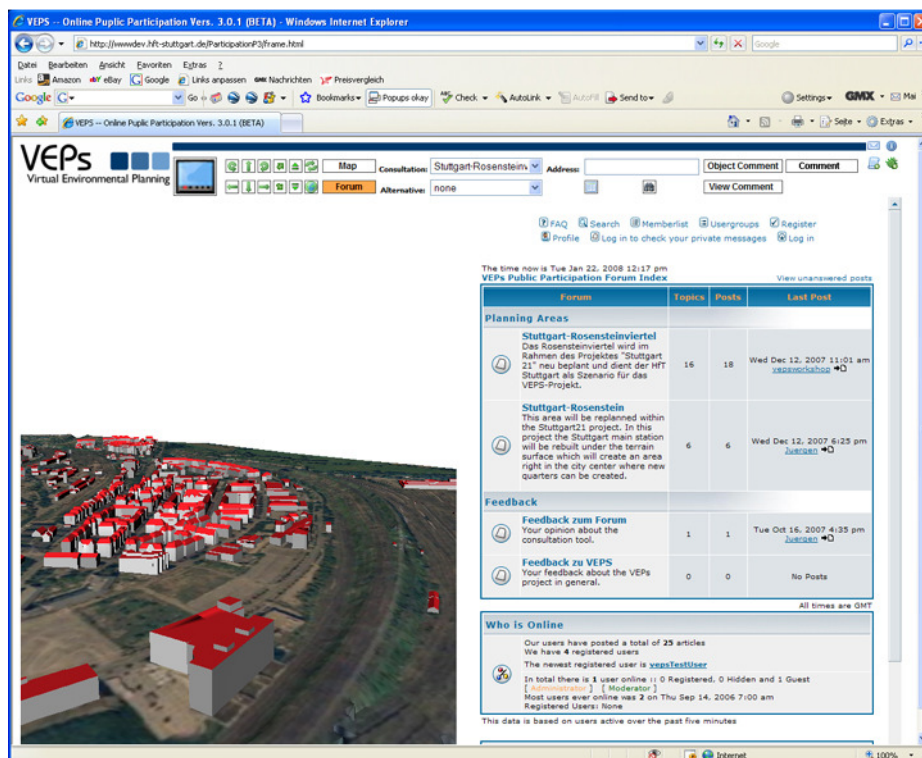 VEPS -- Online Puplic Participation Vers. 3.0.1 (BETA) - Windows Internet Explorer
http://wwwdev.hft-stuttgart.de/ParticipationP3/frame.html
Google
Datei Bearbeiten Ansicht Favoriten Extras ?
Links Amazon eBay Google Links anpassen GMX Nachrichten Preisvergleich
Google G Go Bookmarks Popups okay Check AutoLink AutoFill Send to Settings GMX Mai
VEPS -- Online Puplic Participation Vers. 3.0.1 (BETA) Seite Extras
VEPs
Virtual Environmental Planning
Map Consultation: Stuttgart-Rosenstein Address: Object Comment Comment
Forum Alternative: none View Comment
FAQ Search Memberlist Usergroups Register
Profile Log in to check your private messages Log in
The time now is Tue Jan 22, 2008 12:17 pm
VEPs Public Participation Forum Index View unanswered posts
Forum Topics Posts Last Post
Planning Areas
Stuttgart-Rosensteinviertel
Das Rosensteinviertel wird im
Rahmen des Projektes "Stuttgart
21" neu beplant und dient der HfT
Stuttgart als Szenario für das
VEPS-Projekt.
16 18 Wed Dec 12, 2007 11:01 am
vepsworkshop
Stuttgart-Rosenstein
This area will be replanned within
the Stuttgart21 project. In this
project the Stuttgart main station
will be rebuilt under the terrain
surface which will create an area
right in the city center where new
quarters can be created.
6 6 Wed Dec 12, 2007 6:25 pm
Juergen
Feedback
Feedback zum Forum
Your opinion about the
consultation tool.
1 1 Tue Oct 16, 2007 4:35 pm
Juergen
Feedback zu VEPS
Your feedback about the VEPs
project in general.
0 0 No Posts
All times are GMT
Who is Online
Our users have posted a total of 25 articles
We have 4 registered users
The newest registered user is vepsTestUser
In total there is 1 user online :: 0 Registered, 0 Hidden and 1 Guest
[ Administrator ] [ Moderator ]
Most users ever online was 2 on Thu Sep 14, 2006 7:00 am
Registered Users: None
This data is based on users active over the past five minutes
Internet 100%